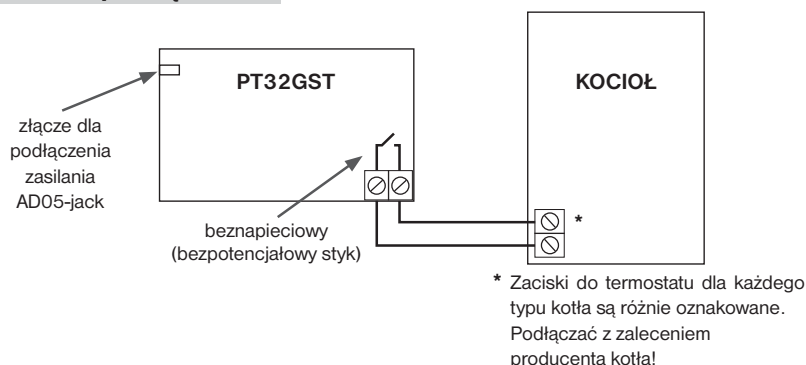 PT32GST
KOCIOŁ
złącze dla
podłączenia
zasilania
AD05-jack
beznapieciowy
(bezpotencjałowy styk)
*
* Zaciski do termostatu dla każdego
typu kotła są różnie oznakowane.
Podłączać z zaleceniem
producenta kotła!